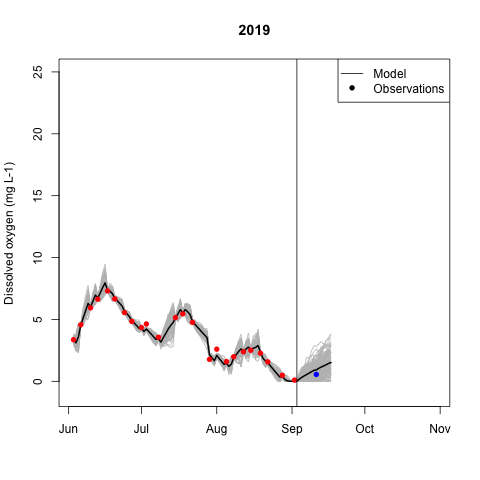 2019
Model
Observations
Dissolved oxygen (mg L-1)
25
20
15
10
5
0
Jun Jul Aug Sep Oct Nov